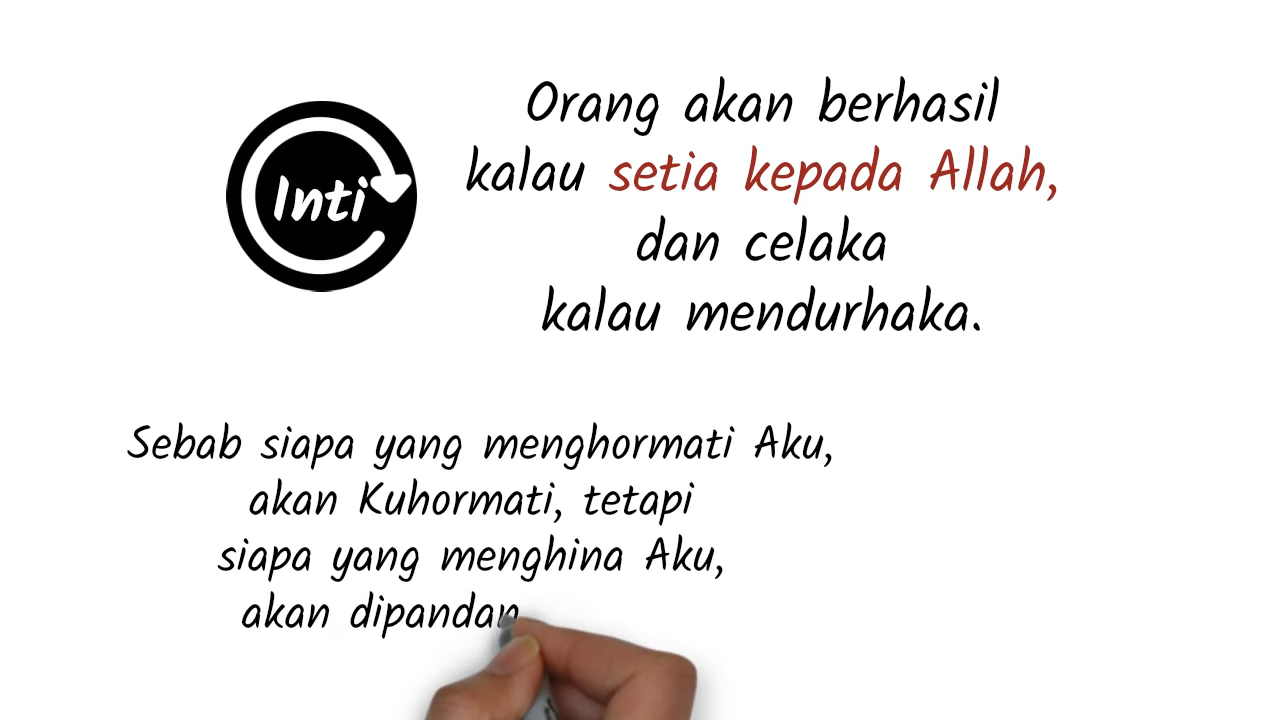 Inti
Orang akan berhasil
kalau setia kepada Allah,
dan celaka
kalau mendurhaka.
Sebab siapa yang menghormati Aku,
akan Kuhormati, tetapi
siapa yang menghina Aku,
akan dipandan